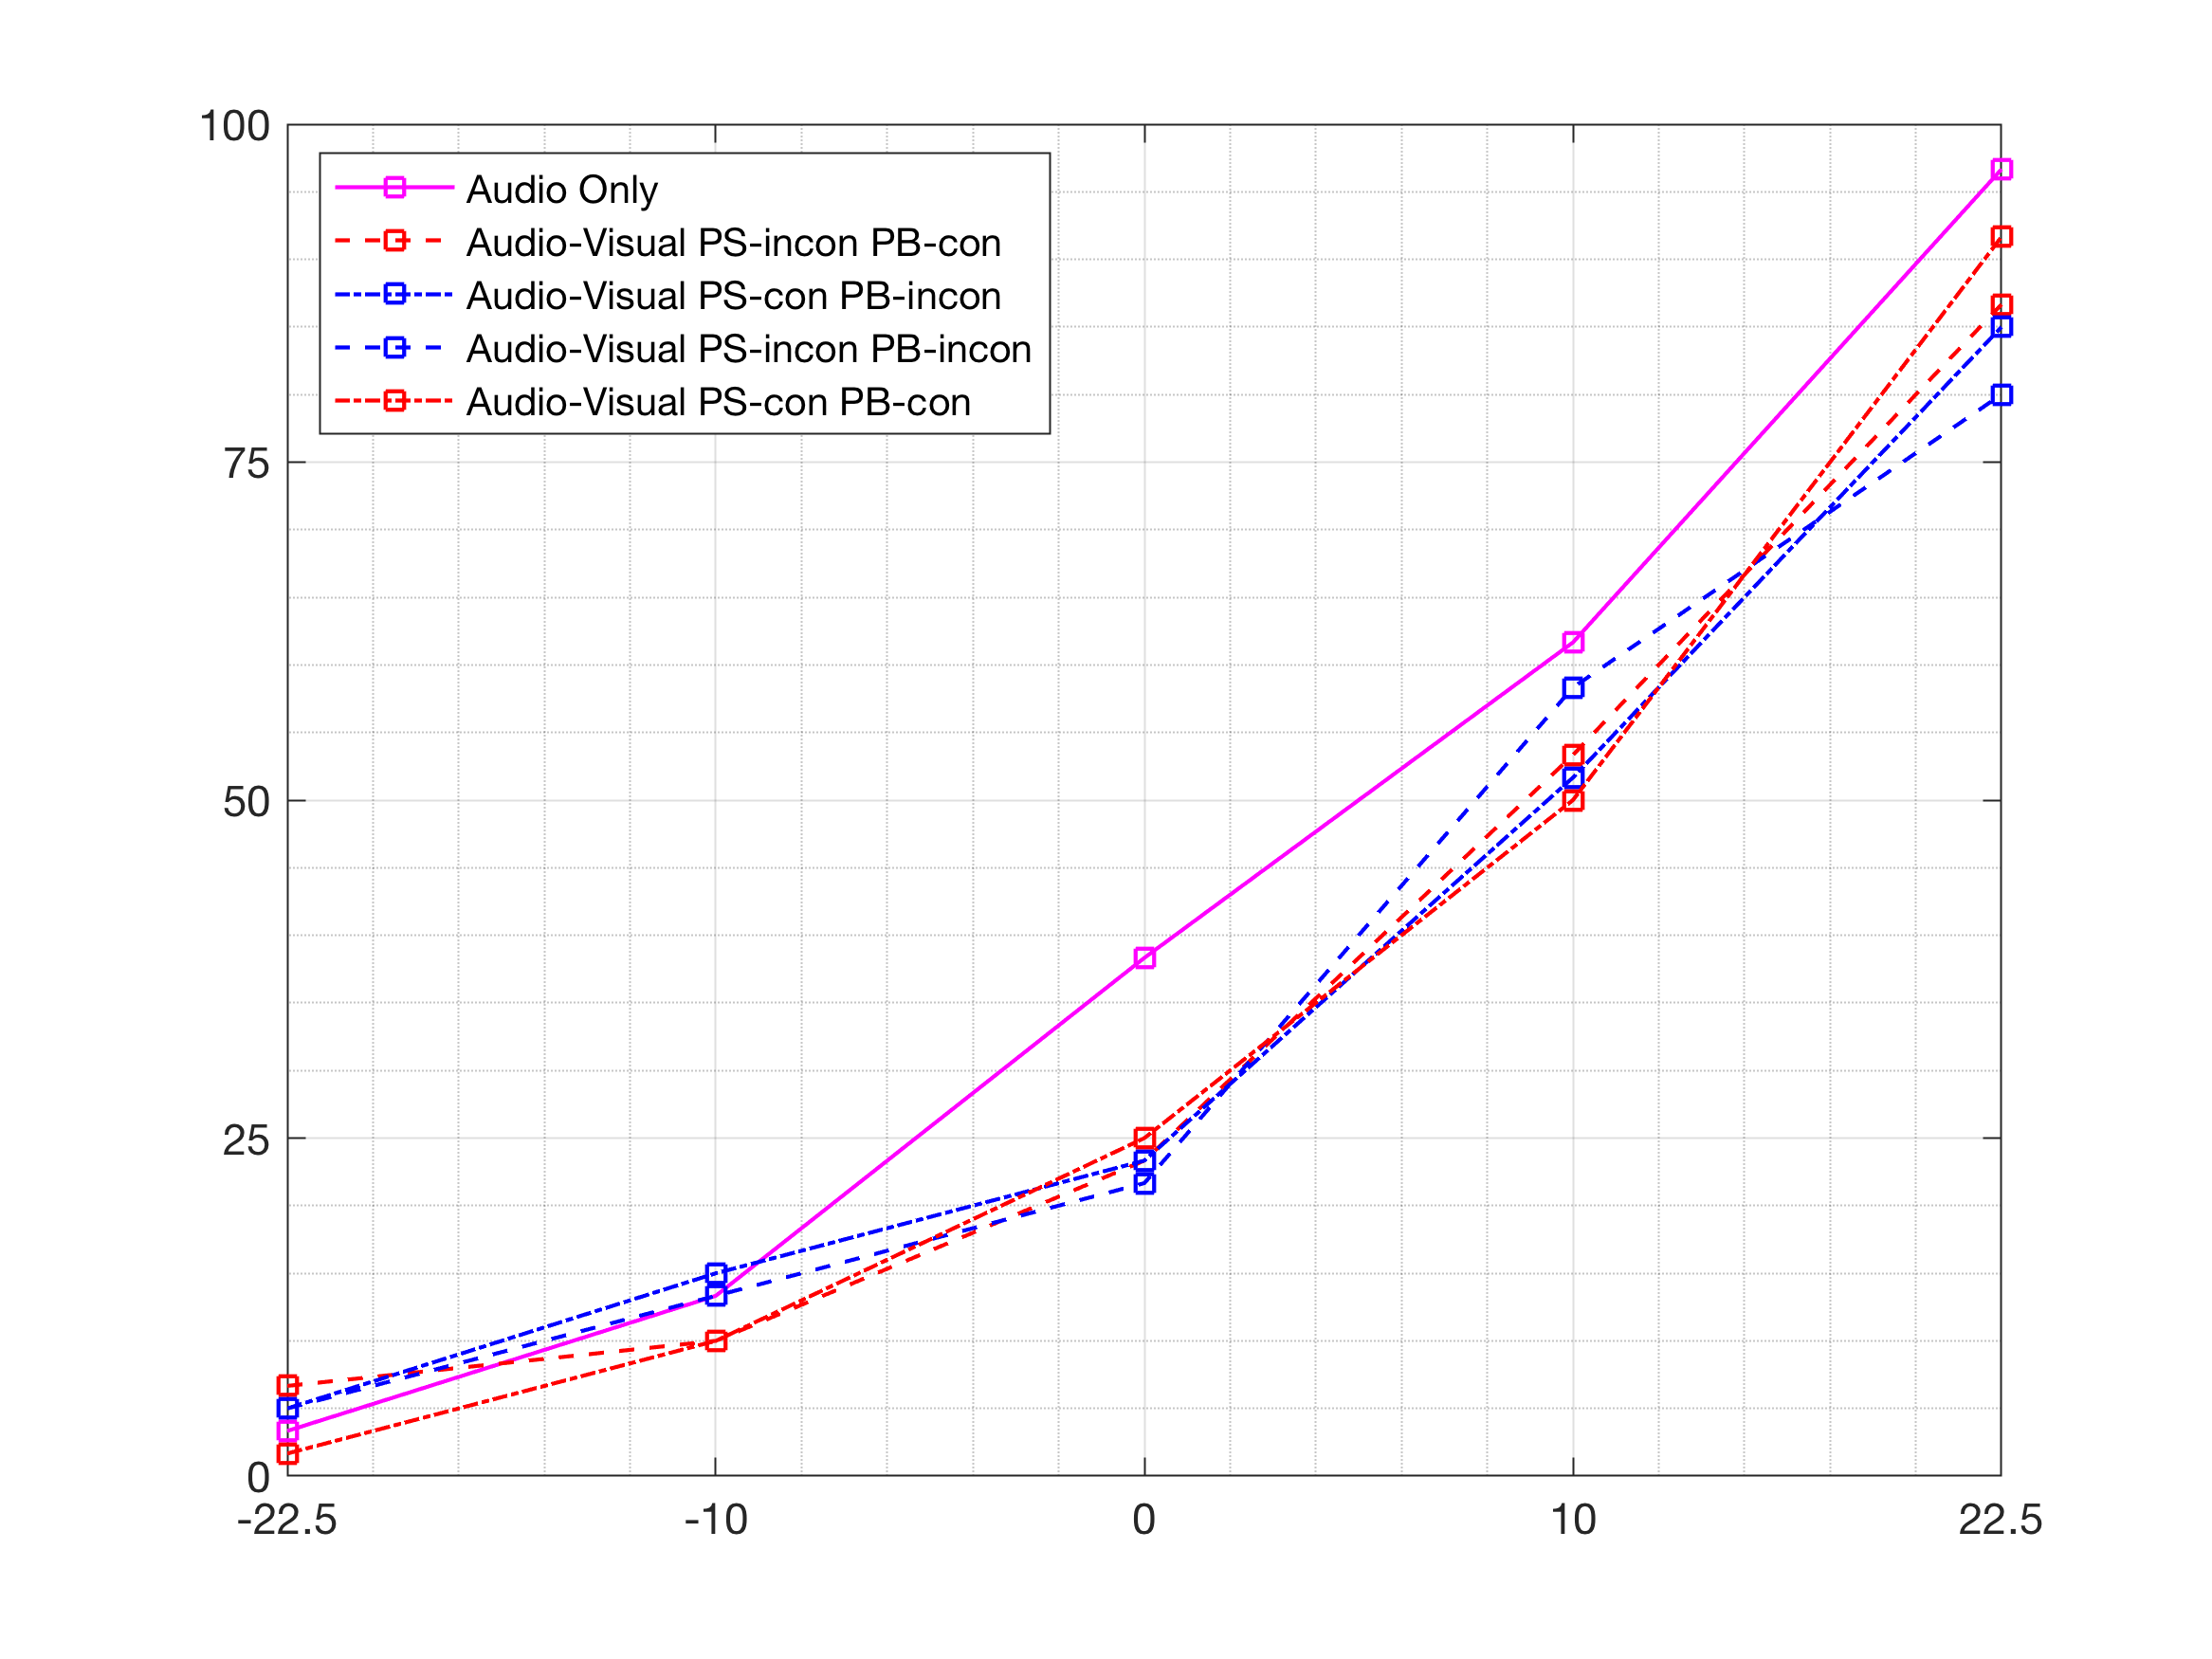 100
Audio Only
Audio-Visual PS-incon PB-con
Audio-Visual PS-con PB-incon
Audio-Visual PS-incon PB-incon
Audio-Visual PS-con PB-con
75
50
25
0
-22.5 -10 0 10 22.5